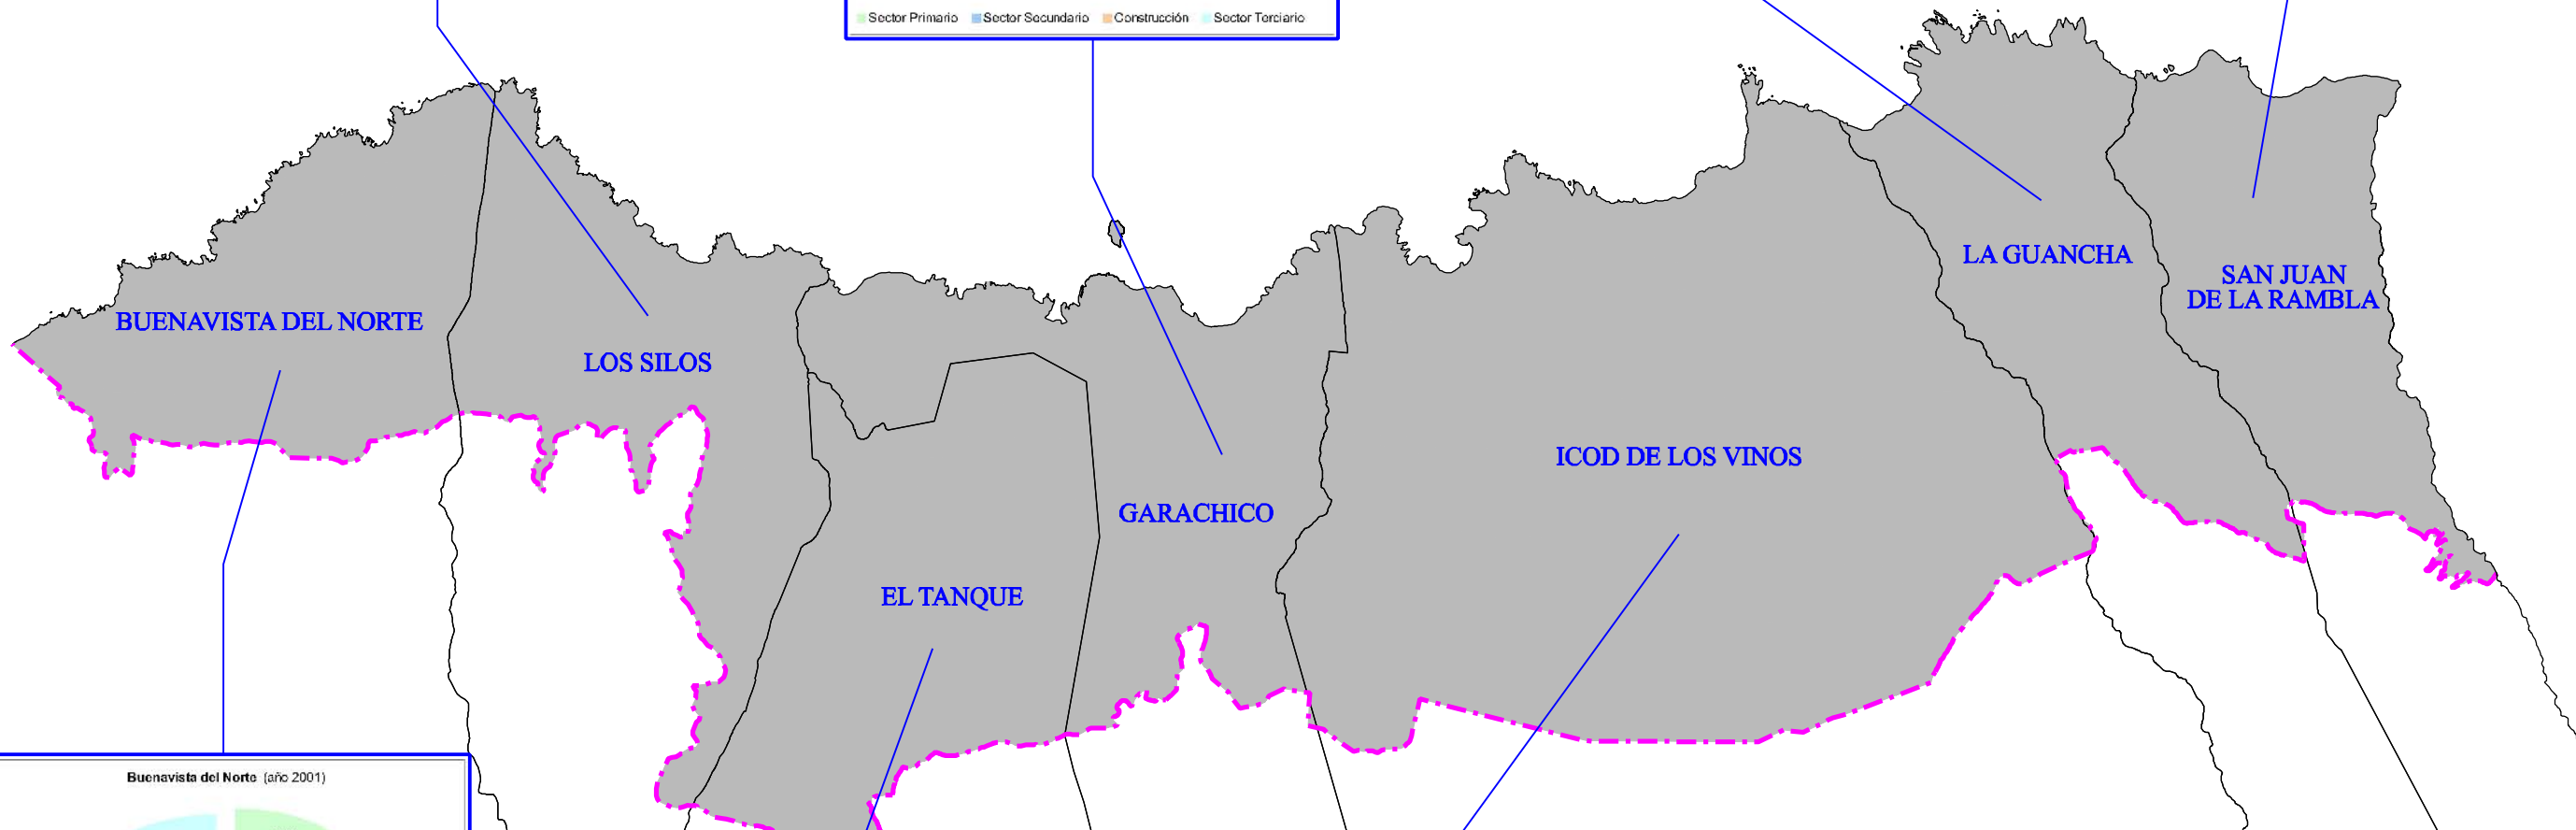 Sector Primario Sector Secundario Construcción Sector Terciario
LA GUANCHA
SAN JUAN
DE LA RAMBLA
BUENAVISTA DEL NORTE
LOS SILOS
ICOD DE LOS VINOS
GARACHICO
EL TANQUE
Buenavista del Norte (año 2001)